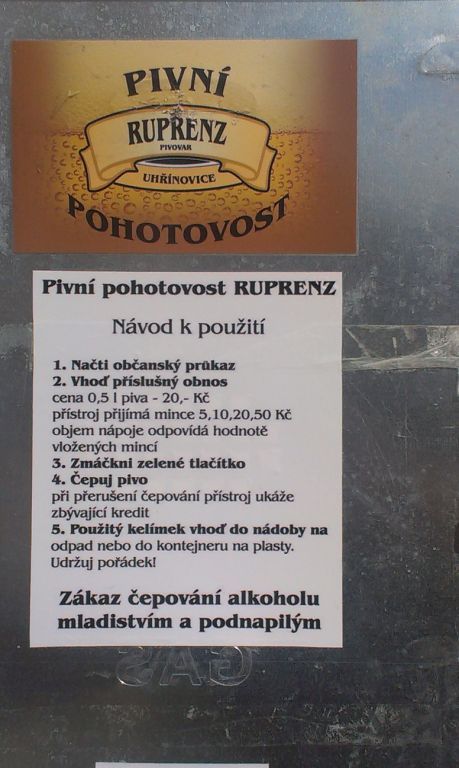 PIVNÍ
RUPRENZ
PIVOVAR
UHŘÍNOVICE
POHOTOVOST
Pivní pohotovost RUPRENZ
Návod k použití
1. Načti občanský průkaz
2. Vhoď příslušný obnos
cena 0,5 l piva - 20,- Kč
přístroj přijímá mince 5,10,20,50 Kč
objem nápoje odpovídá hodnotě
vložených mincí
3. Zmáčkni zelené tlačítko
4. Čepuj pivo
při přerušení čepování přístroj ukáže
zbývající kredit
5. Použitý kelímek vhoď do nádoby na
odpad nebo do kontejneru na plasty.
Udržuj pořádek!
Zákaz čepování alkoholu
mladistvím a podnapilým
GAS